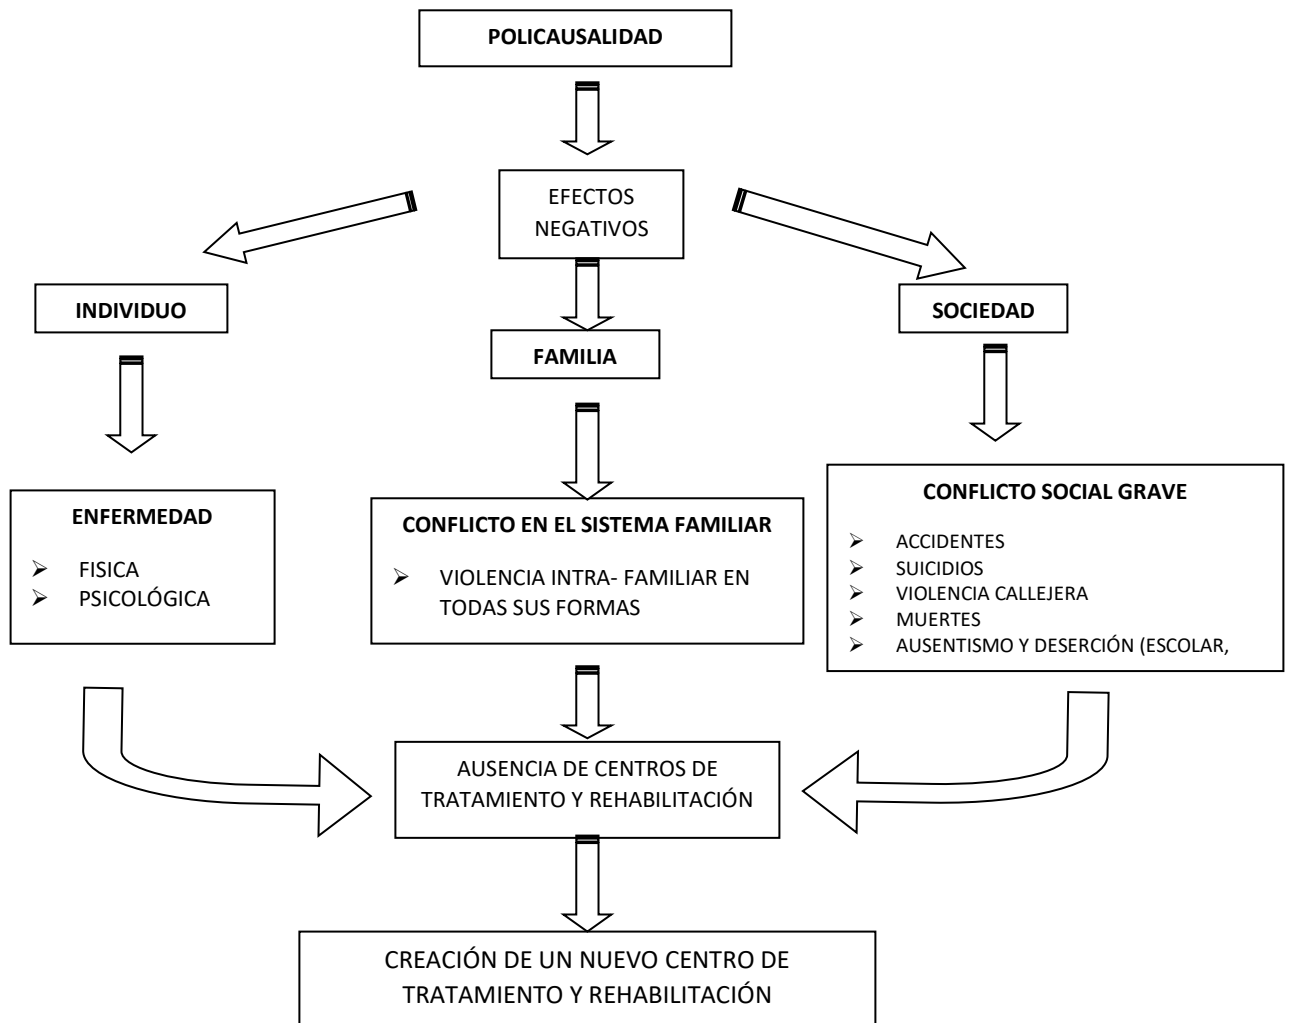 POLICAUSALIDAD
EFECTOS
NEGATIVOS
INDIVIDUO
FAMILIA
SOCIEDAD
ENFERMEDAD
➢ FISICA
➢ PSICOLÓGICA
CONFLICTO EN EL SISTEMA FAMILIAR
➢ VIOLENCIA INTRA- FAMILIAR EN
TODAS SUS FORMAS
CONFLICTO SOCIAL GRAVE
➢ ACCIDENTES
➢ SUICIDIOS
➢ VIOLENCIA CALLEJERA
➢ MUERTES
➢ AUSENTISMO Y DESERCIÓN (ESCOLAR,
AUSENCIA DE CENTROS DE
TRATAMIENTO Y REHABILITACIÓN
CREACIÓN DE UN NUEVO CENTRO DE
TRATAMIENTO Y REHABILITACIÓN